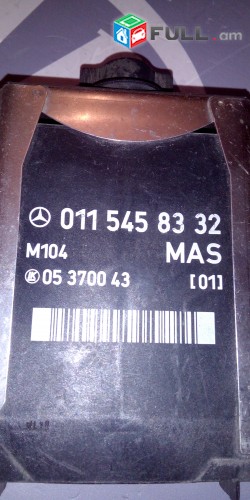 FULL.am
011 545 83 32
M104 MAS
05 3700 43 [01]